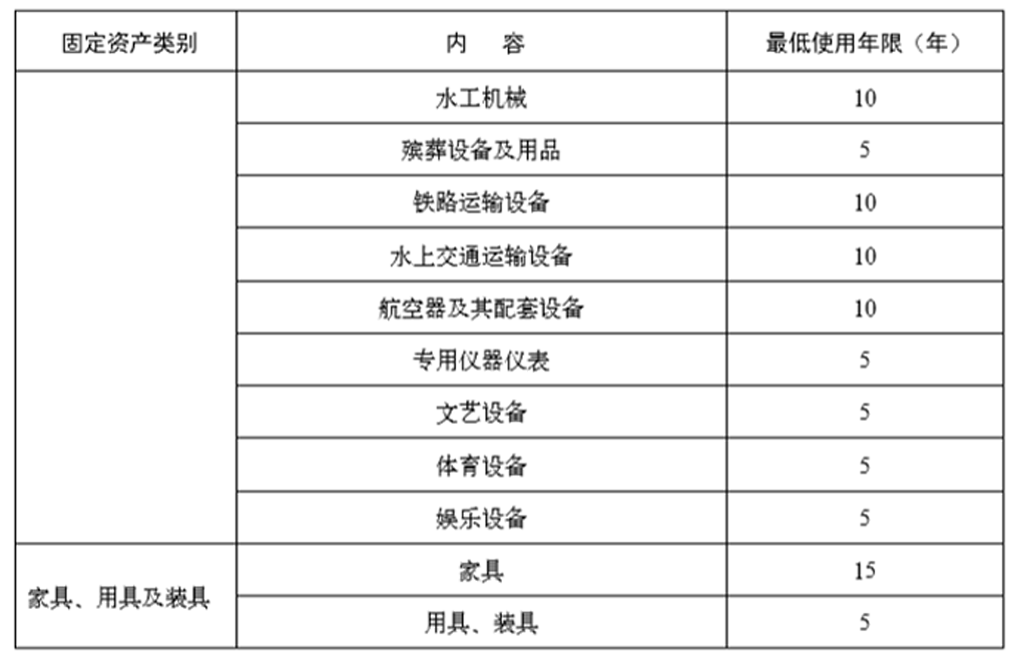 固定资产类别 内 容 最低使用年限（年）
水工机械 10
殡葬设备及用品 5
铁路运输设备 10
水上交通运输设备 10
航空器及其配套设备 10
专用仪器仪表 5
文艺设备 5
体育设备 5
娱乐设备 5
家具、用具及装具 家具 15
用具、装具 5